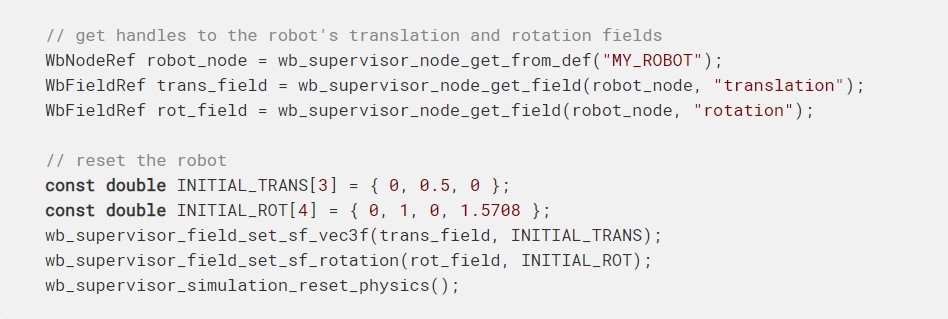 // get handles to the robot's translation and rotation fields
WbNodeRef robot_node = wb_supervisor_node_get_from_def("MY_ROBOT");
WbFieldRef trans_field = wb_supervisor_node_get_field(robot_node, "translation");
WbFieldRef rot_field = wb_supervisor_node_get_field(robot_node, "rotation");

// reset the robot
const double INITIAL_TRANS[3] = { 0, 0.5, 0 };
const double INITIAL_ROT[4] = { 0, 1, 0, 1.5708 };
wb_supervisor_field_set_sf_vec3f(trans_field, INITIAL_TRANS);
wb_supervisor_field_set_sf_rotation(rot_field, INITIAL_ROT);
wb_supervisor_simulation_reset_physics();